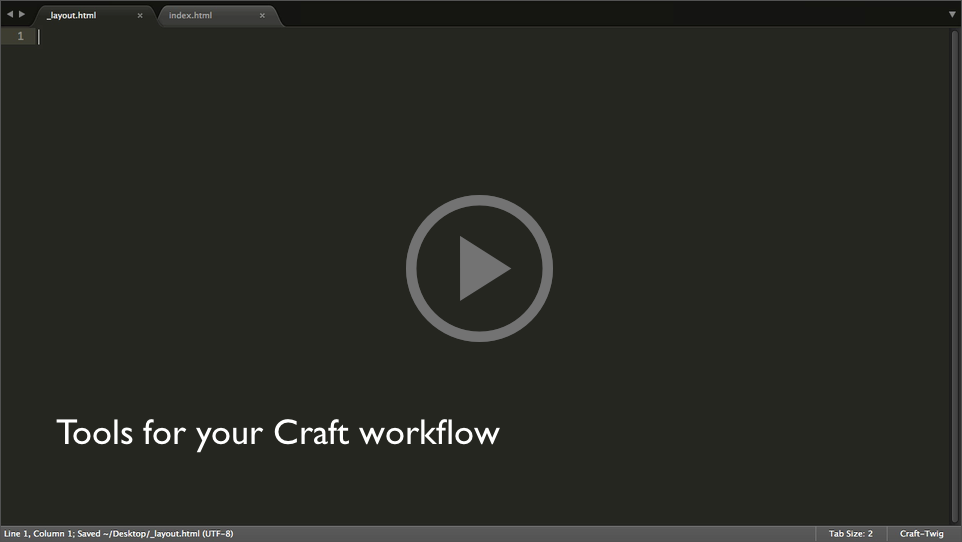 _layout.html × index.html ×
1
Tools for your Craft workflow
Line 1, Column 1; Saved ~/Desktop/_layout.html (UTF-8) Tab Size: 2 Craft-Twig